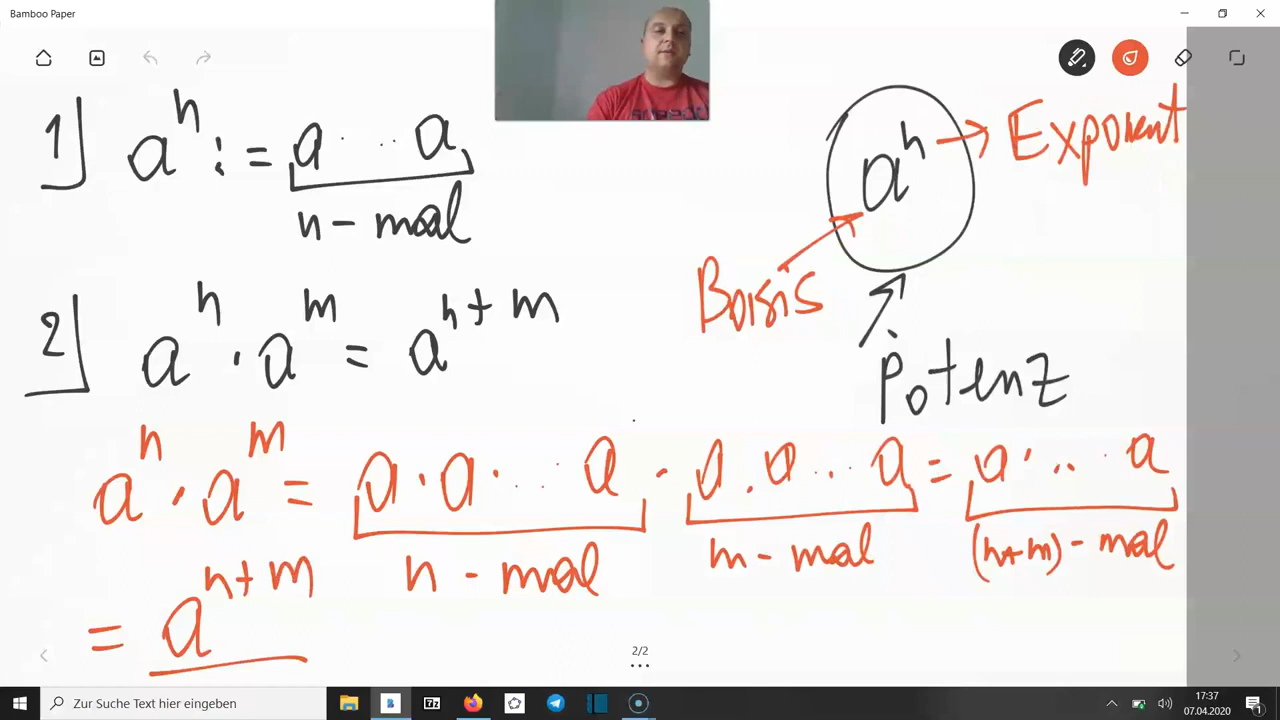 Bamboo Paper
1] aⁿ := a · ·· a
n - mal
aⁿ → Exponent
Basis
Potenz
2] aⁿ · aᵐ = aⁿ⁺ᵐ
aⁿ · aᵐ = a · a · ... a · a . a .. a = a · .. a
n - mal m - mal (n+m) - mal
= aⁿ⁺ᵐ
2/2
Zur Suche Text hier eingeben
17:37
07.04.2020